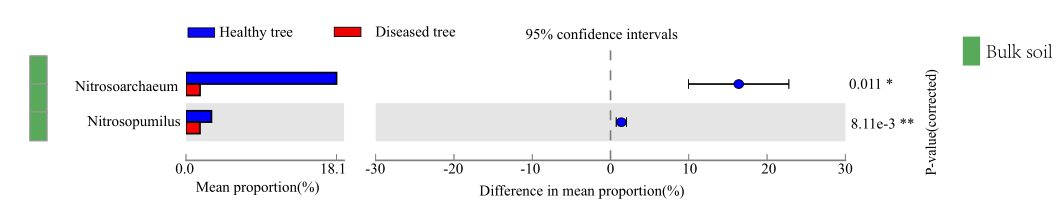 Healthy tree
Diseased tree
95% confidence intervals
Bulk soil
Nitrosoarchaeum
0.011 *
Nitrosopumilus
8.11e-3 **
P-value(corrected)
0.0
18.1
-30
-20
-10
0
10
20
30
Mean proportion(%)
Difference in mean proportion(%)